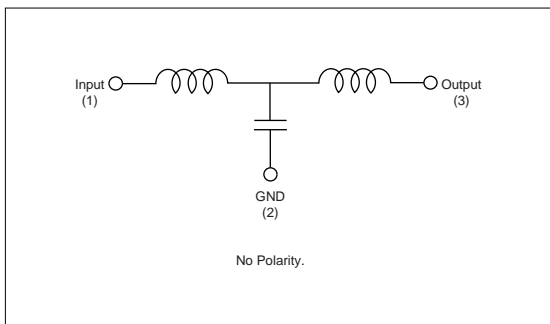 Input
(1)
Output
(3)
GND
(2)
No Polarity.